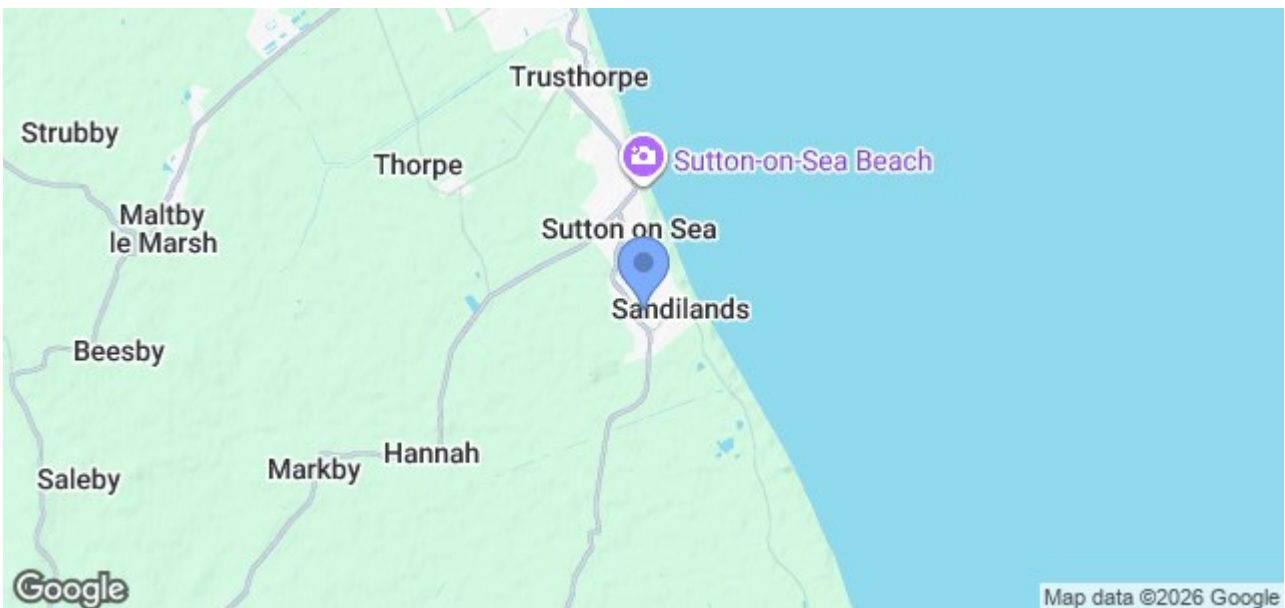 Trusthorpe
Strubby
Sutton-on-Sea Beach
Thorpe
Maltby
le Marsh
Sutton on Sea
Sandilands
Beesby
Hannah
Markby
Saleby
Google
Map data ©2026 Google